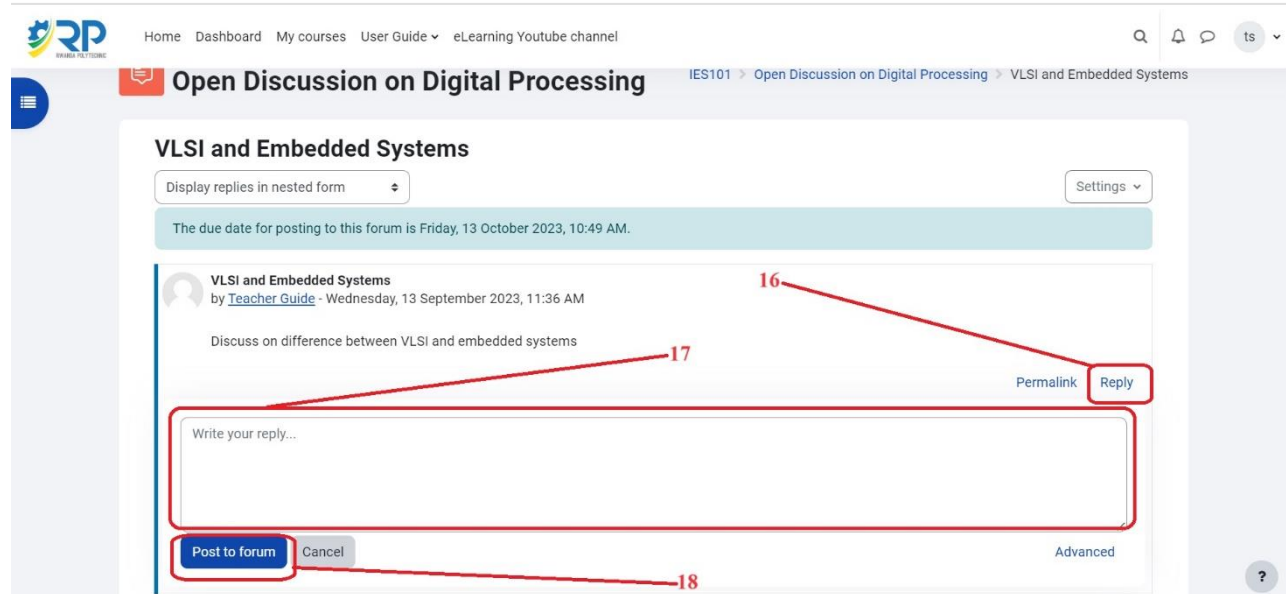 RP
RWANDA POLYTECHNIC
Home Dashboard My courses User Guide eLearning Youtube channel
ts
Open Discussion on Digital Processing
IES101 > Open Discussion on Digital Processing > VLSI and Embedded Systems
VLSI and Embedded Systems
Display replies in nested form
Settings
The due date for posting to this forum is Friday, 13 October 2023, 10:49 AM.
VLSI and Embedded Systems
by Teacher Guide - Wednesday, 13 September 2023, 11:36 AM
16
Discuss on difference between VLSI and embedded systems
17
Permalink Reply
Write your reply...
Post to forum Cancel
Advanced
18
?